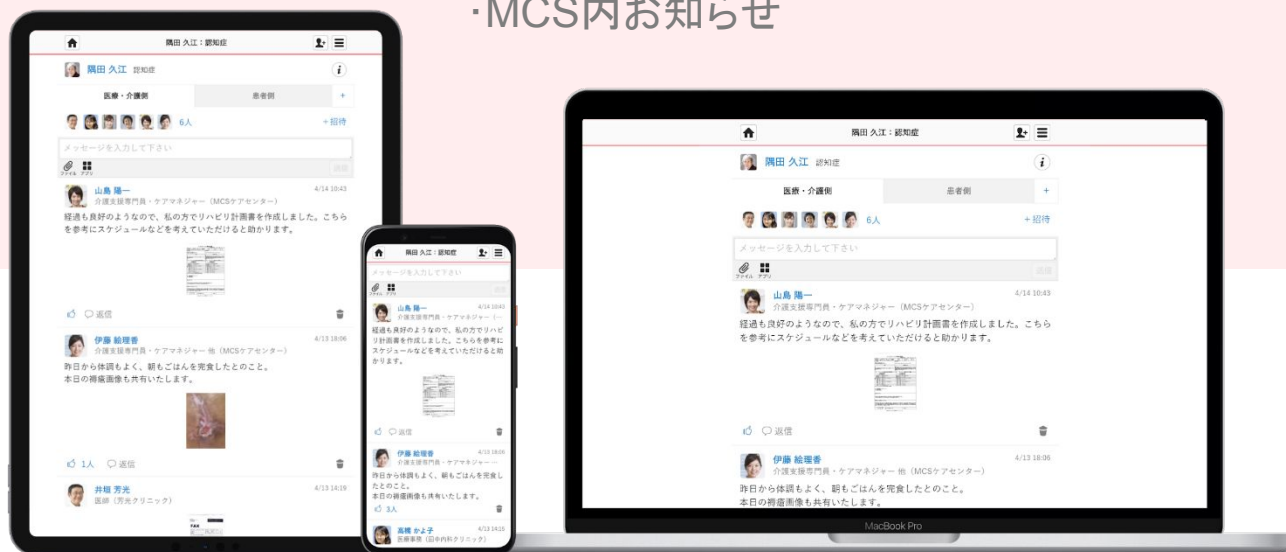 ・MCS内お知らせ
隅田 久江：認知症
隅田 久江 認知症
医療・介護側 患者側 +
6人 +招待
メッセージを入力して下さい
ファイル アプリ 送信
山島 陽一 4/14 10:43
介護支援専門員・ケアマネジャー（MCSケアセンター）
経過も良好のようなので、私の方でリハビリ計画書を作成しました。こちら
を参考にスケジュールなどを考えていただけると助かります。
返信
伊藤 絵理香 4/13 18:06
介護支援専門員・ケアマネジャー 他（MCSケアセンター）
昨日から体調もよく、朝もごはんを完食したとのこと。
本日の褥瘡画像も共有いたします。
1人 返信
井垣 芳光 4/13 14:19
医師（芳光クリニック）
FAX
隅田 久江：認知症
メッセージを入力して下さい
ファイル アプリ 送信
山島 陽一 4/14 10:43
介護支援専門員・ケアマネジャー（…
経過も良好のようなので、私の方でリハビ
リ計画書を作成しました。こちらを参考に
スケジュールなどを考えていただけると助
かります。
返信
伊藤 絵理香 4/13 18:06
介護支援専門員・ケアマネジャー …
昨日から体調もよく、朝もごはんを完食し
たとのこと。
本日の褥瘡画像も共有いたします。
3人
高橋 かよ子 4/13 14:15
医療事務（田中内科クリニック）
隅田 久江：認知症
隅田 久江 認知症
医療・介護側 患者側 +
6人 +招待
メッセージを入力して下さい
ファイル アプリ 送信
山島 陽一 4/14 10:43
介護支援専門員・ケアマネジャー（MCSケアセンター）
経過も良好のようなので、私の方でリハビリ計画書を作成しました。こちら
を参考にスケジュールなどを考えていただけると助かります。
返信
伊藤 絵理香 4/13 18:06
介護支援専門員・ケアマネジャー 他（MCSケアセンター）
昨日から体調もよく、朝もごはんを完食したとのこと。
本日の褥瘡画像も共有いたします。
MacBook Pro